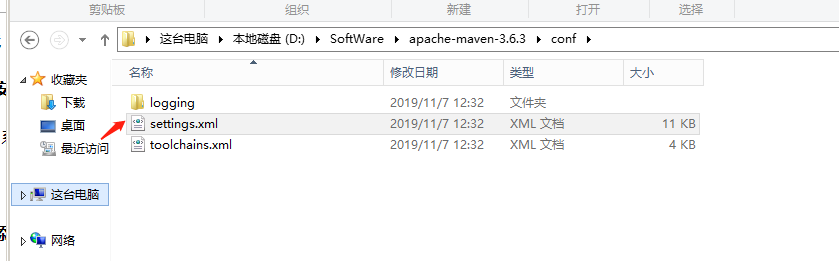 剪贴板 组织 新建 打开 选择
这台电脑 本地磁盘 (D:) SoftWare apache-maven-3.6.3 conf
名称 修改日期 类型 大小
收藏夹
下载
桌面
最近访问
这台电脑
网络
logging 2019/11/7 12:32 文件夹
settings.xml 2019/11/7 12:32 XML 文档 11 KB
toolchains.xml 2019/11/7 12:32 XML 文档 4 KB